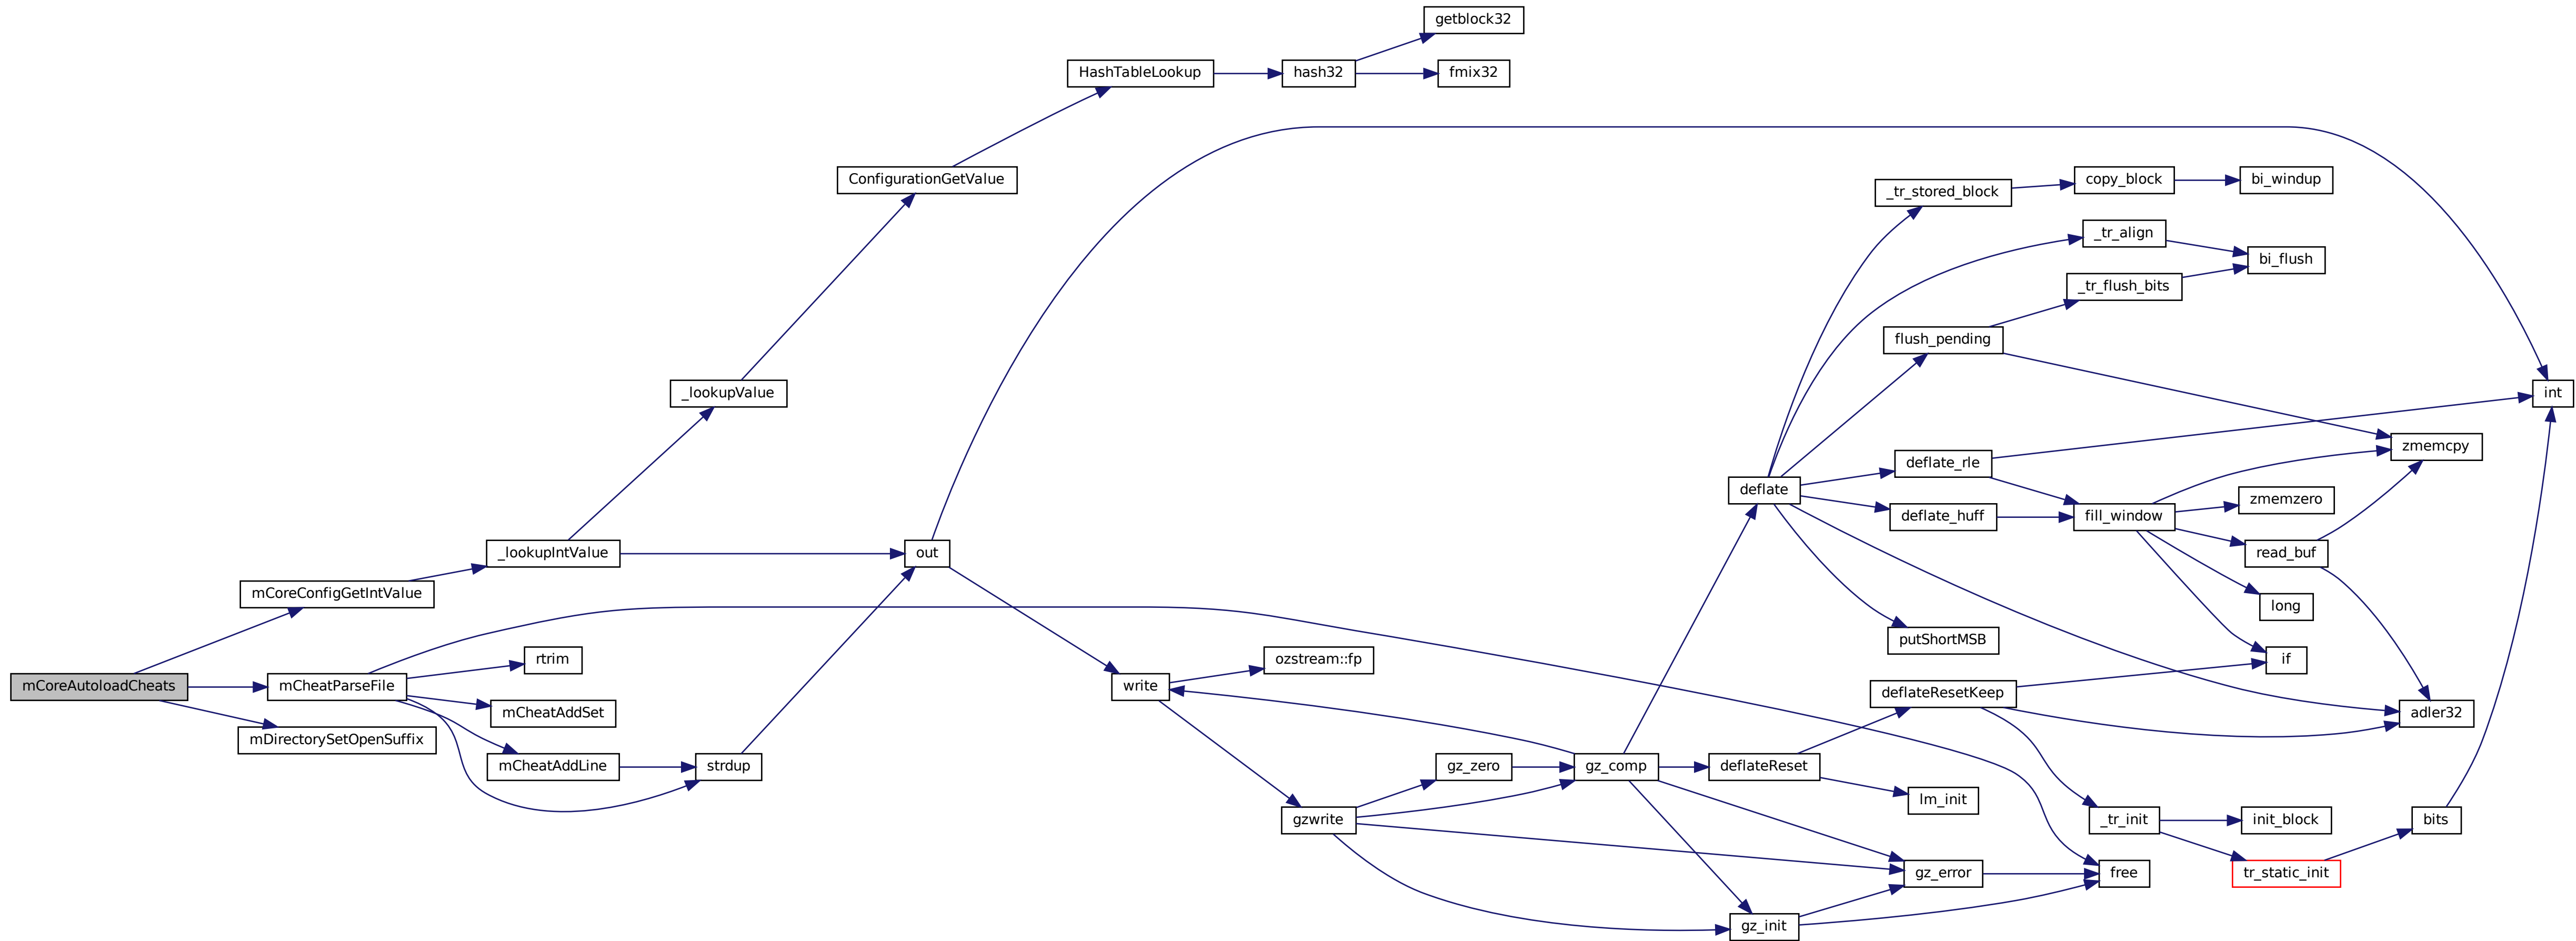 getblock32
HashTableLookup
hash32
fmix32
ConfigurationGetValue
_tr_stored_block
copy_block
bi_windup
_tr_align
bi_flush
_tr_flush_bits
flush_pending
_lookupValue
int
zmemcpy
deflate_rle
deflate
zmemzero
deflate_huff
fill_window
_lookupIntValue
out
read_buf
mCoreConfigGetIntValue
long
putShortMSB
rtrim
ozstream::fp
if
mCoreAutoloadCheats
mCheatParseFile
write
deflateResetKeep
mCheatAddSet
adler32
mDirectorySetOpenSuffix
mCheatAddLine
strdup
gz_zero
gz_comp
deflateReset
lm_init
gzwrite
_tr_init
init_block
bits
gz_error
free
tr_static_init
gz_init